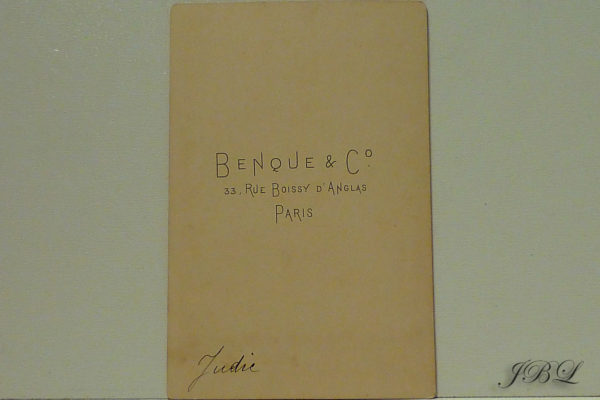 BENQUE & Cº
33, RUE BOISSY D'ANGLAS
PARIS
Judic
JBL